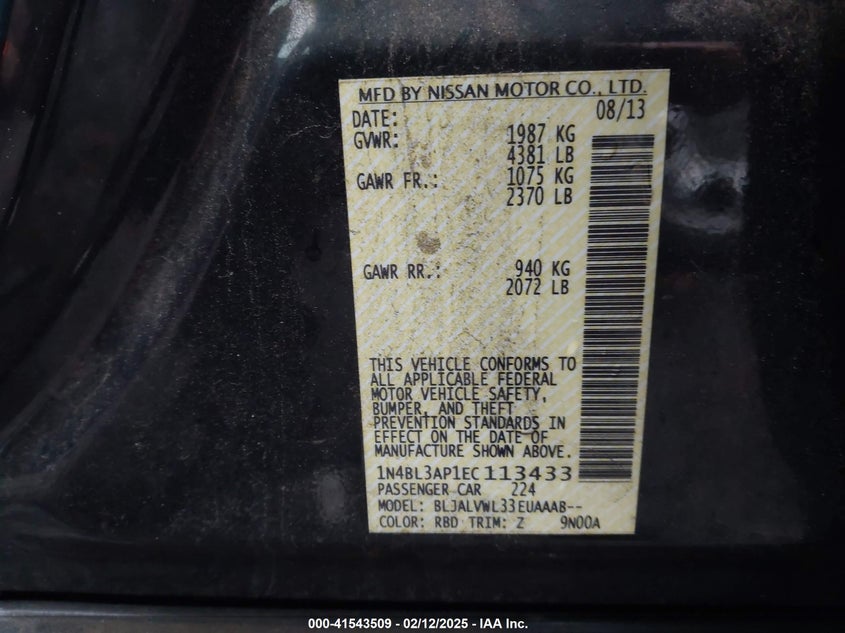 MFD BY NISSAN MOTOR CO., LTD.
DATE: 08/13
GVWR: 1987 KG
4381 LB
GAWR FR.: 1075 KG
2370 LB
GAWR RR.: 940 KG
2072 LB
THIS VEHICLE CONFORMS TO
ALL APPLICABLE FEDERAL
MOTOR VEHICLE SAFETY,
BUMPER, AND THEFT
PREVENTION STANDARDS IN
EFFECT ON THE DATE OF
MANUFACTURE SHOWN ABOVE.
1N4BL3AP1EC113433
PASSENGER CAR 224
MODEL: BLJALVWL33EUAAAB--
COLOR: RBD TRIM: Z 9N00A
000-41543509 - 02/12/2025 - IAA Inc.